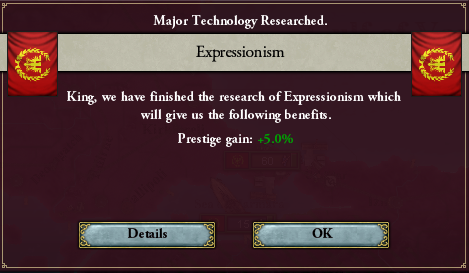 Major Technology Researched.
Expressionism
King, we have finished the research of Expressionism which
will give us the following benefits.
Prestige gain: +5.0%
Details
OK